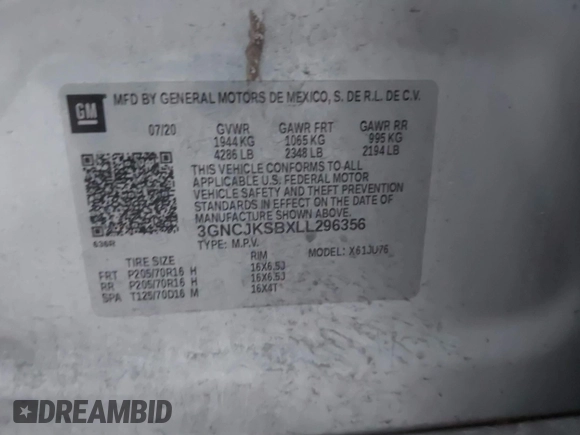 GM MFD BY GENERAL MOTORS DE MEXICO, S. DE R.L. DE C.V.
07/20 GVWR GAWR FRT GAWR RR
1944 KG 1065 KG 995 KG
4286 LB 2348 LB 2194 LB
THIS VEHICLE CONFORMS TO ALL
APPLICABLE U.S. FEDERAL MOTOR
VEHICLE SAFETY AND THEFT PREVENTION
STANDARDS IN EFFECT ON THE DATE OF
MANUFACTURE SHOWN ABOVE.
3GNCJKSBXLL296356
636R TYPE: M.P.V. MODEL: X61JU76
TIRE SIZE RIM
FRT P205/70R16 H 16X6.5J
RR P205/70R16 H 16X6.5J
SPA T125/70D16 M 16X4T
DREAMBID